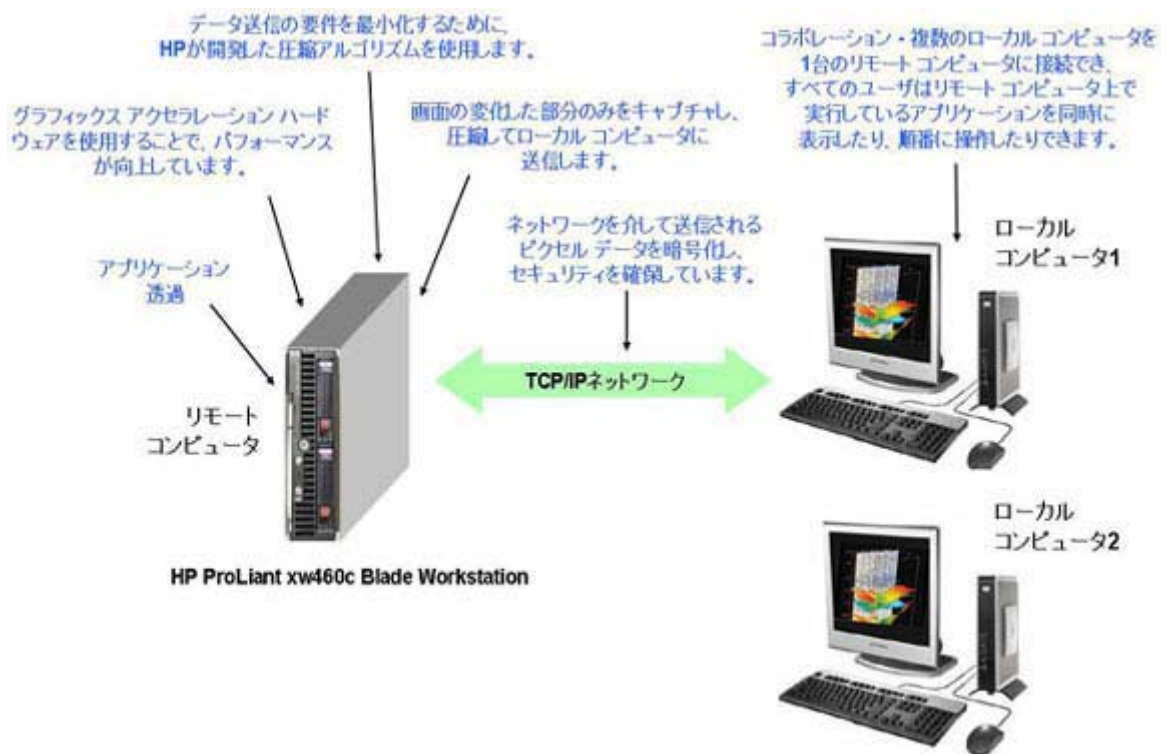 データ送信の要件を最小化するために、
HPが開発した圧縮アルゴリズムを使用します。
コラボレーション・複数のローカル コンピュータを
1台のリモート コンピュータに接続でき、
すべてのユーザはリモート コンピュータ上で
実行しているアプリケーションを同時に
表示したり、順番に操作したりできます。
グラフィックス アクセラレーション ハード
ウェアを使用することで、パフォーマンス
が向上しています。
画面の変化した部分のみをキャプチャし、
圧縮してローカル コンピュータに
送信します。
ネットワークを介して送信される
ピクセル データを暗号化し、
セキュリティを確保しています。
ローカル
コンピュータ1
アプリケーション
透過
TCP/IPネットワーク
リモート
コンピュータ
HP ProLiant xw460c Blade Workstation
ローカル
コンピュータ2